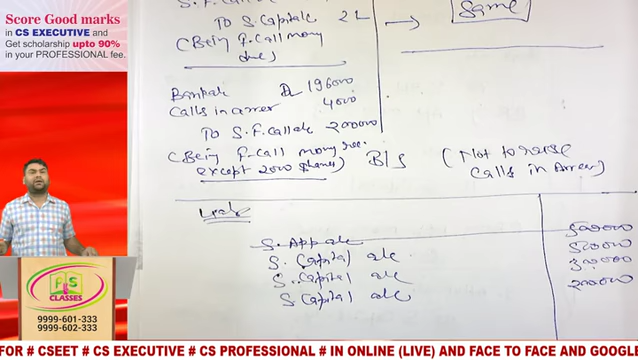 Score Good marks
in CS EXECUTIVE and
Get scholarship upto 90%
in your PROFESSIONAL fee.
To S. Capital 2L
(Being F. Call money
due)
Same
Bank 196000
Calls in arrear 4000
To S. F. Call a/c 200000
(Being F. Call money rec.
except 2000 shares)
B/S (Not to raise
Calls in Arrear)
S. App a/c
S. Capital a/c
S. Capital a/c
S Capital a/c
500000
300000
200000
CLASSES
9999-601-333
9999-602-333
FOR # CSEET # CS EXECUTIVE # CS PROFESSIONAL # IN ONLINE (LIVE) AND FACE TO FACE AND GOOGL